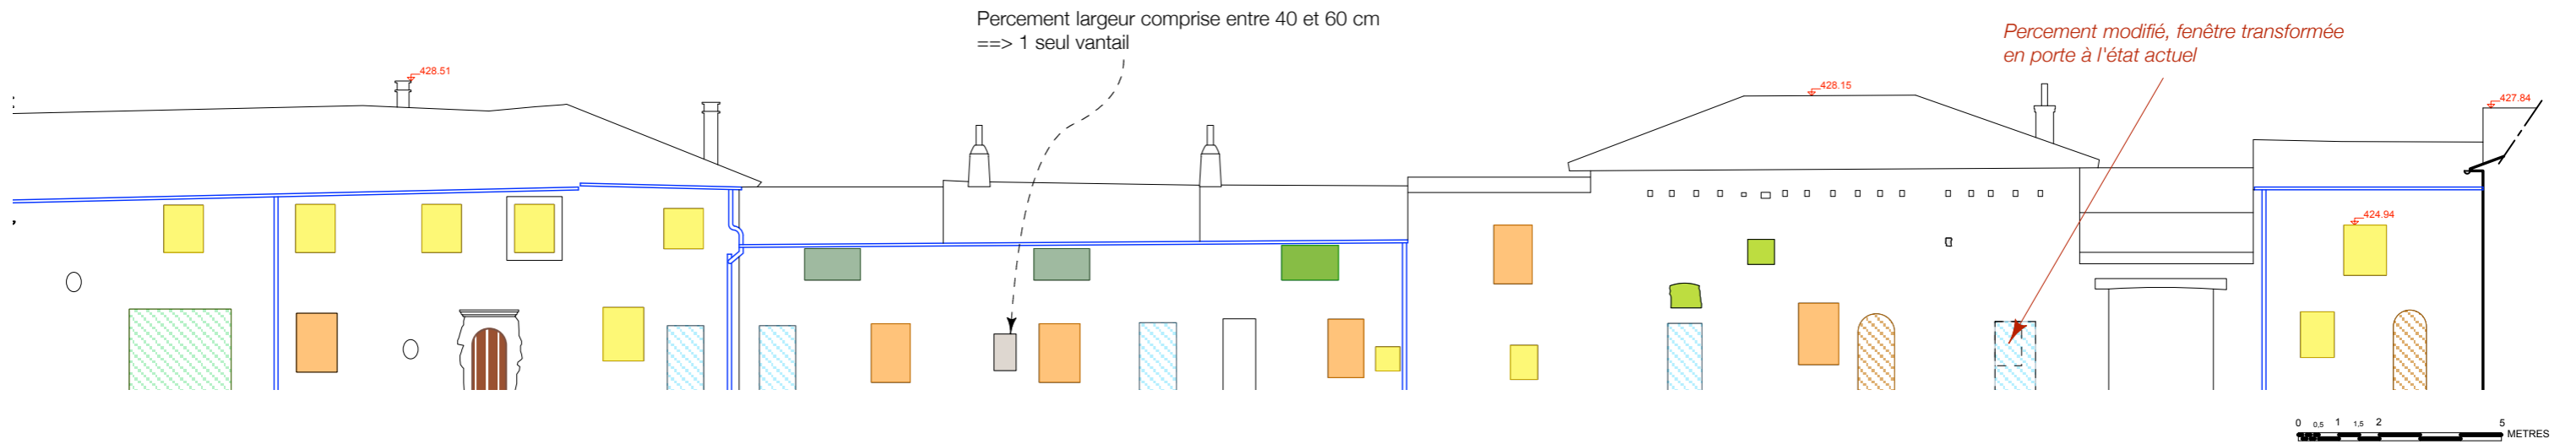 Percement largeur comprise entre 40 et 60 cm
==> 1 seul vantail
Percement modifié, fenêtre transformée
en porte à l'état actuel
428.51
428.15
427.84
424.94
0 0,5 1 1,5 2 5
METRES